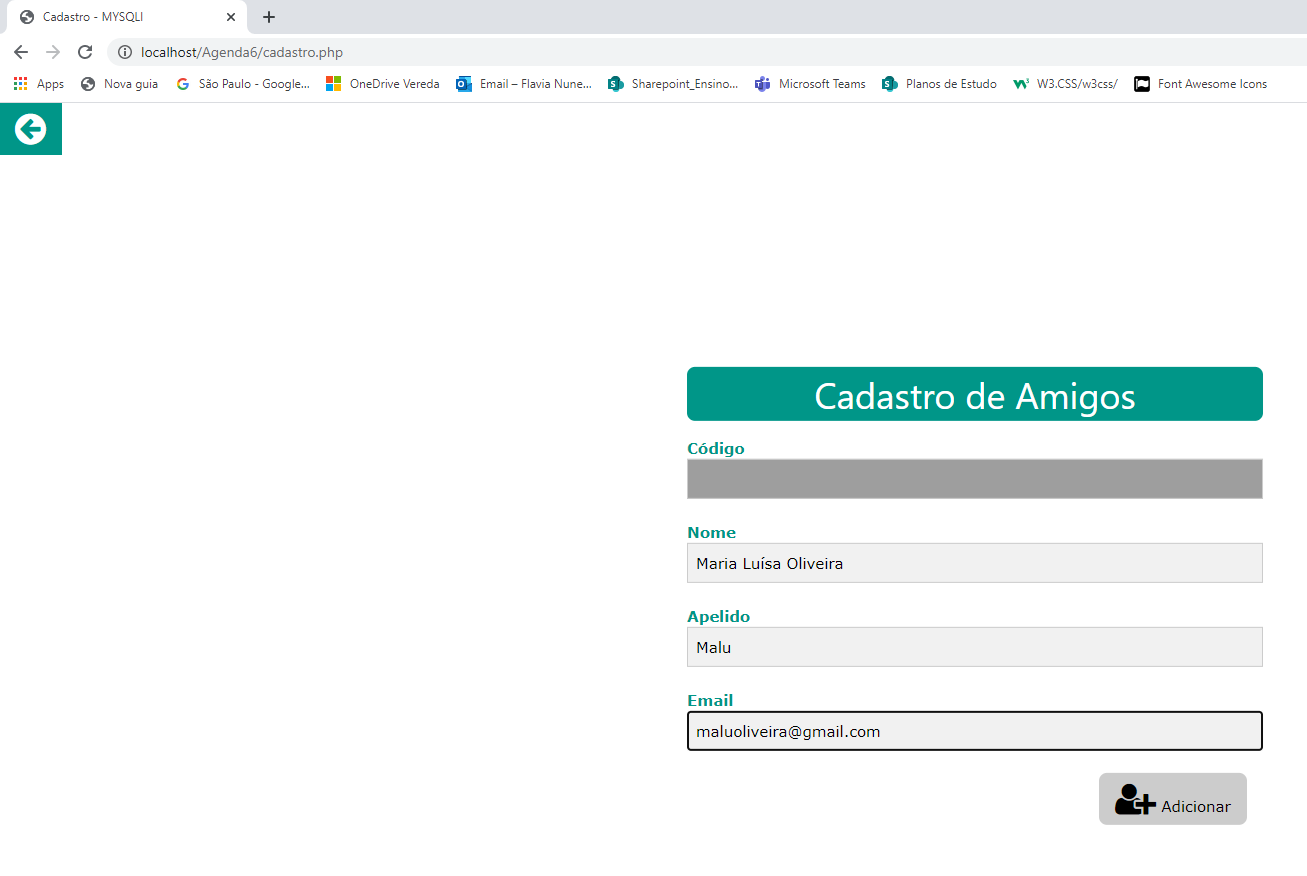 Cadastro - MYSQLI
localhost/Agenda6/cadastro.php
Apps Nova guia São Paulo - Google... OneDrive Vereda Email – Flavia Nune... Sharepoint_Ensino... Microsoft Teams Planos de Estudo W3.CSS/w3css/ Font Awesome Icons
Cadastro de Amigos
Código
Nome
Maria Luísa Oliveira
Apelido
Malu
Email
maluoliveira@gmail.com
Adicionar